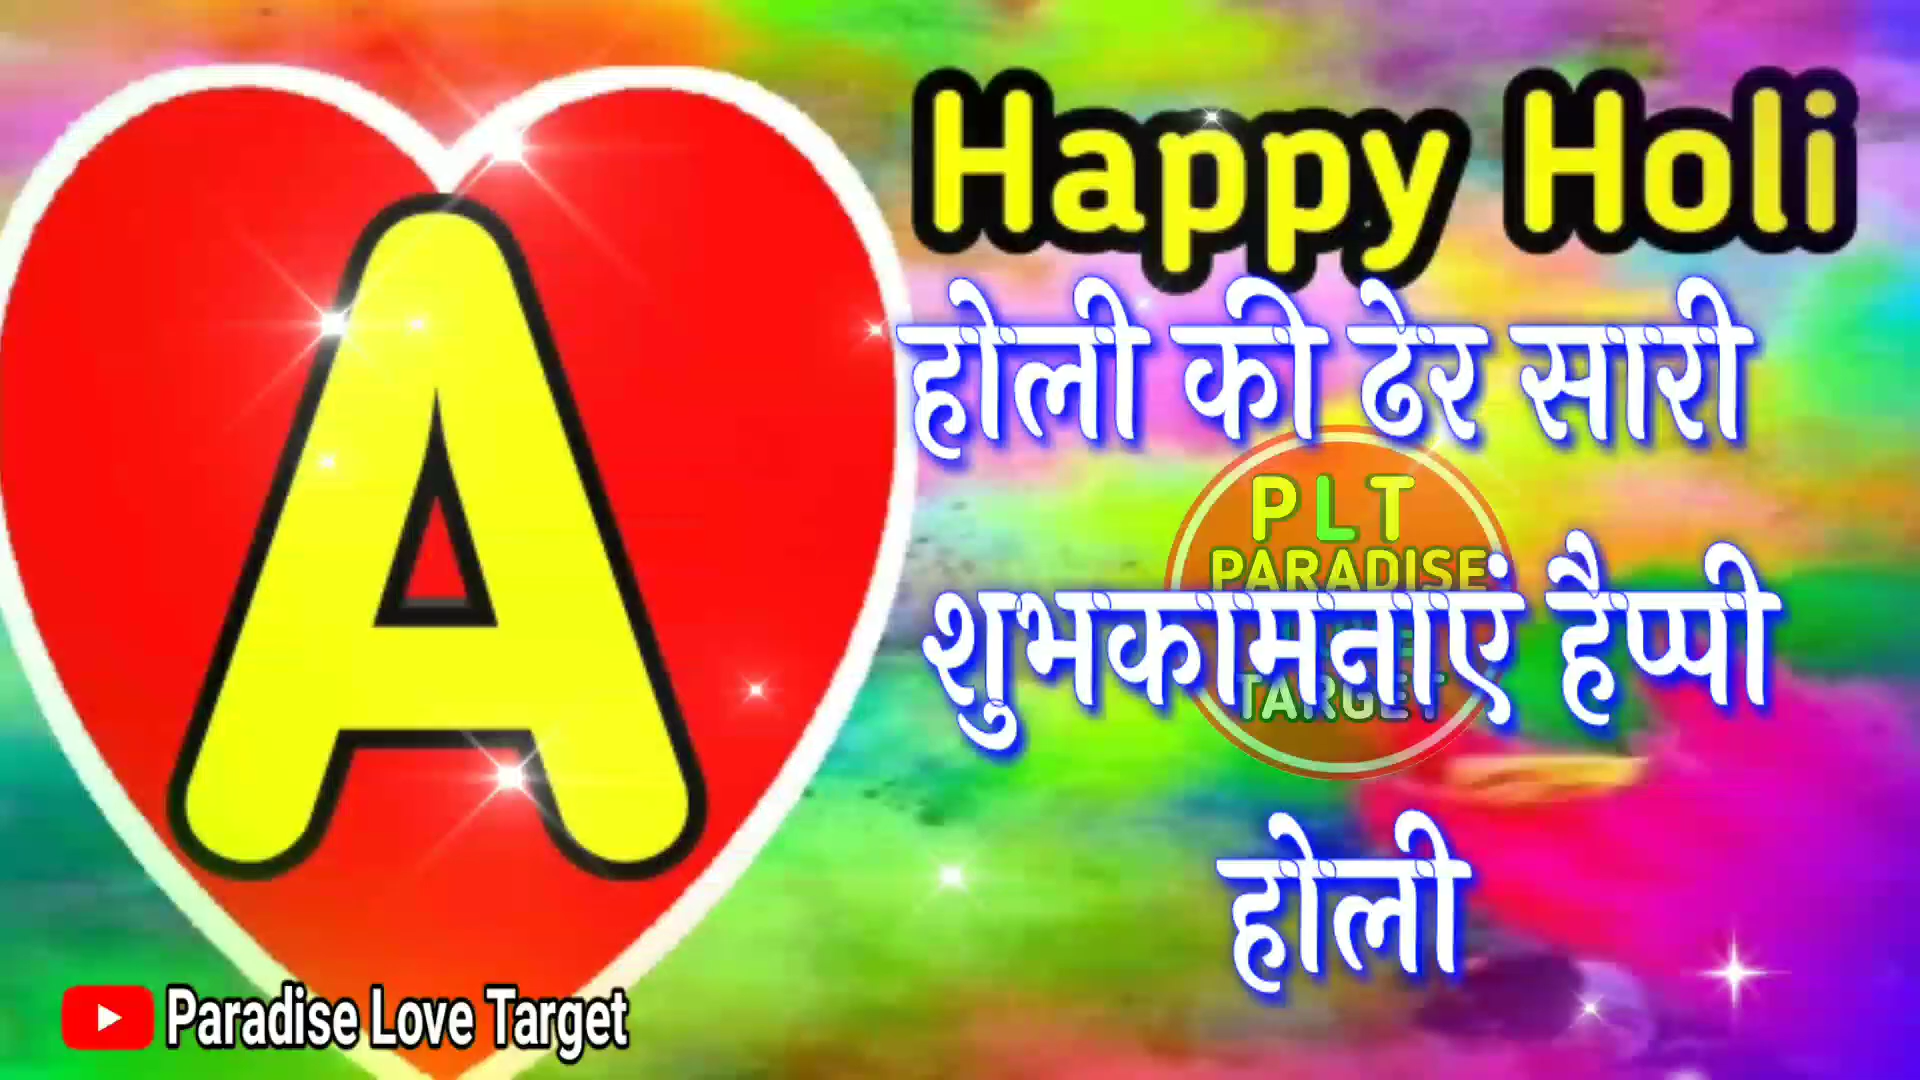 A
Happy Holi
होली की ढेर सारी
PLT
PARADISE
शुभकामनाएं हैप्पी
TARGET
होली
Paradise Love Target